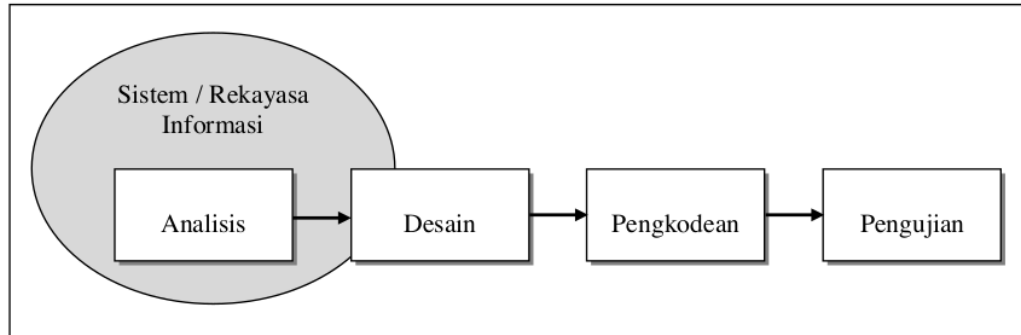 Sistem / Rekayasa
Informasi
Analisis
Desain
Pengkodean
Pengujian